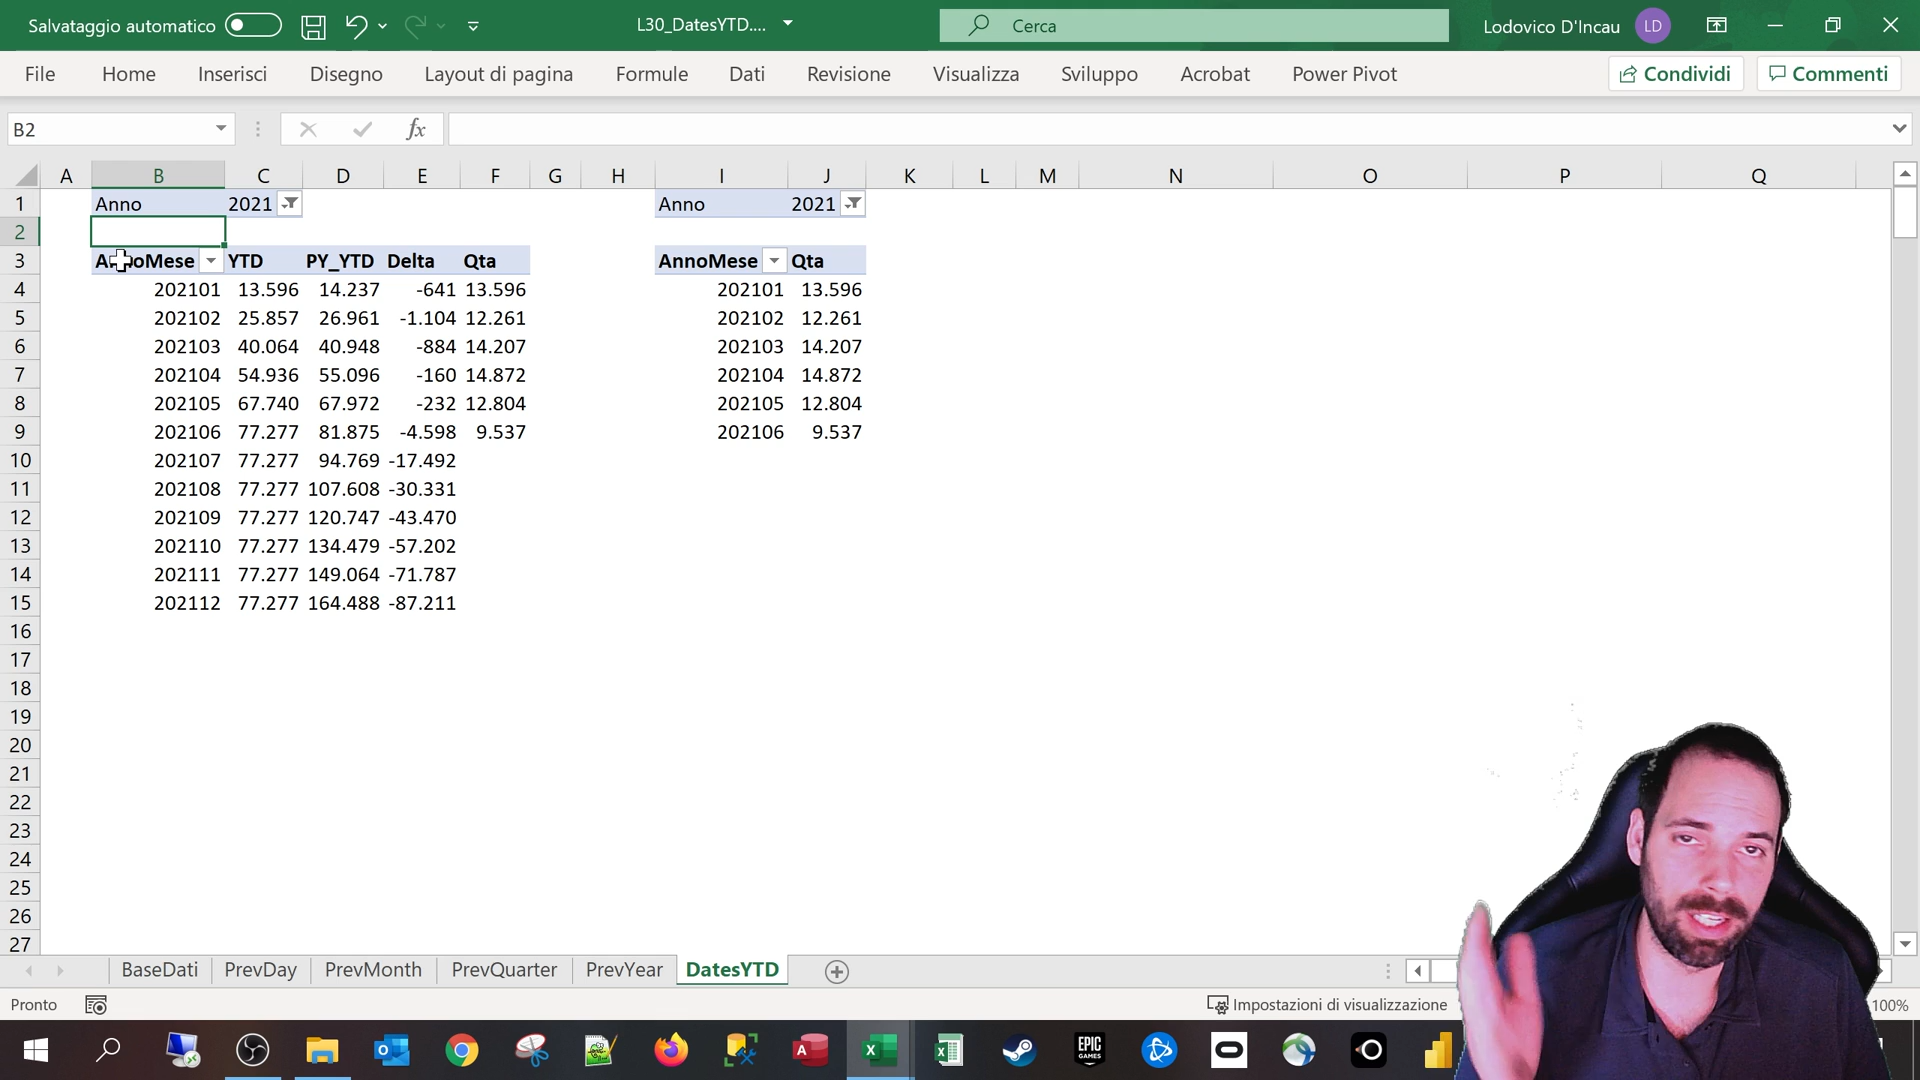 Salvataggio automatico L30_DatesYTD.... Cerca Lodovico D'Incau LD
File Home Inserisci Disegno Layout di pagina Formule Dati Revisione Visualizza Sviluppo Acrobat Power Pivot Condividi Commenti
B2 fx
A B C D E F G H I J K L M N O P Q
1 Anno 2021 Anno 2021
2
3 AnnoMese YTD PY_YTD Delta Qta AnnoMese Qta
4 202101 13.596 14.237 -641 13.596 202101 13.596
5 202102 25.857 26.961 -1.104 12.261 202102 12.261
6 202103 40.064 40.948 -884 14.207 202103 14.207
7 202104 54.936 55.096 -160 14.872 202104 14.872
8 202105 67.740 67.972 -232 12.804 202105 12.804
9 202106 77.277 81.875 -4.598 9.537 202106 9.537
10 202107 77.277 94.769 -17.492
11 202108 77.277 107.608 -30.331
12 202109 77.277 120.747 -43.470
13 202110 77.277 134.479 -57.202
14 202111 77.277 149.064 -71.787
15 202112 77.277 164.488 -87.211
16
17
18
19
20
21
22
23
24
25
26
27
BaseDati PrevDay PrevMonth PrevQuarter PrevYear DatesYTD
Pronto Impostazioni di visualizzazione 100%
EPIC GAMES